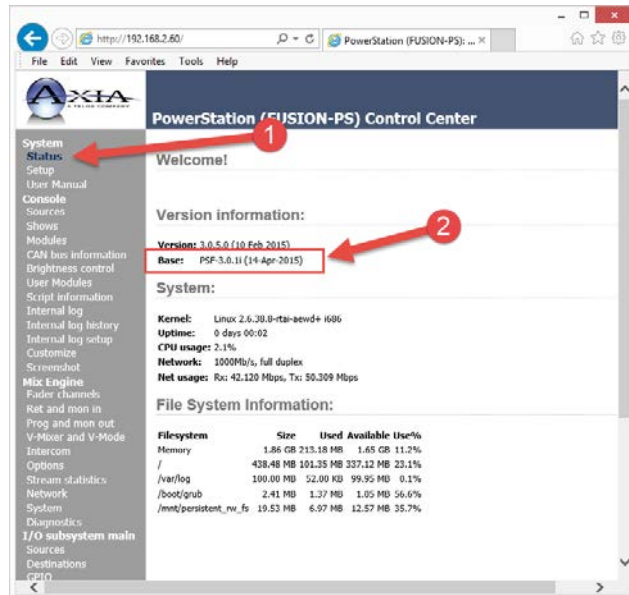 http://192.168.2.60/
PowerStation (FUSION-PS): ...
File Edit View Favorites Tools Help
AXIA
A TELOS COMPANY
PowerStation (FUSION-PS) Control Center
1
System
Status
Setup
User Manual
Console
Sources
Shows
Modules
CAN bus information
Brightness control
User Modules
Script information
Internal log
Internal log history
Internal log setup
Customize
Screenshot
Mix Engine
Fader channels
Ret and mon in
Prog and mon out
V-Mixer and V-Mode
Intercom
Options
Stream statistics
Network
System
Diagnostics
I/O subsystem main
Sources
Destinations
GPIO
Welcome!
Version information:
2
Version: 3.0.5.0 (10 Feb 2015)
Base: PSF-3.0.1i (14-Apr-2015)
System:
Kernel: Linux 2.6.38.8-rtai-aewd+ i686
Uptime: 0 days 00:02
CPU usage: 2.1%
Network: 1000Mb/s, full duplex
Net usage: Rx: 42.120 Mbps, Tx: 50.309 Mbps
File System Information:
Filesystem Size Used Available Use%
Memory 1.86 GB 213.18 MB 1.65 GB 11.2%
/ 438.48 MB 101.35 MB 337.12 MB 23.1%
/var/log 100.00 MB 52.00 KB 99.95 MB 0.1%
/boot/grub 2.41 MB 1.37 MB 1.05 MB 56.6%
/mnt/persistent_rw_fs 19.53 MB 6.97 MB 12.57 MB 35.7%